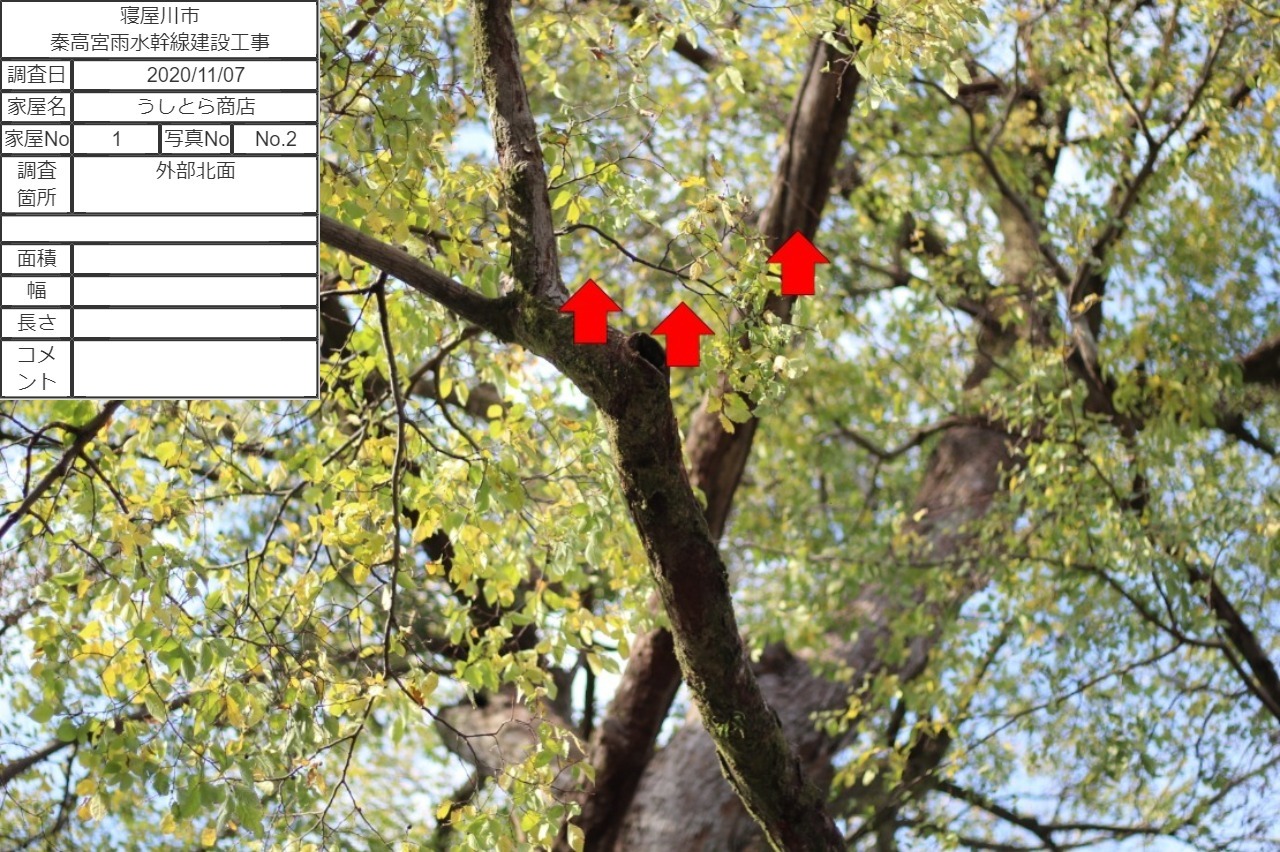 寝屋川市
秦高宮雨水幹線建設工事
調査日 2020/11/07
家屋名 うしとら商店
家屋No 1 写真No No.2
調査
箇所
外部北面
面積
幅
長さ
コメ
ント